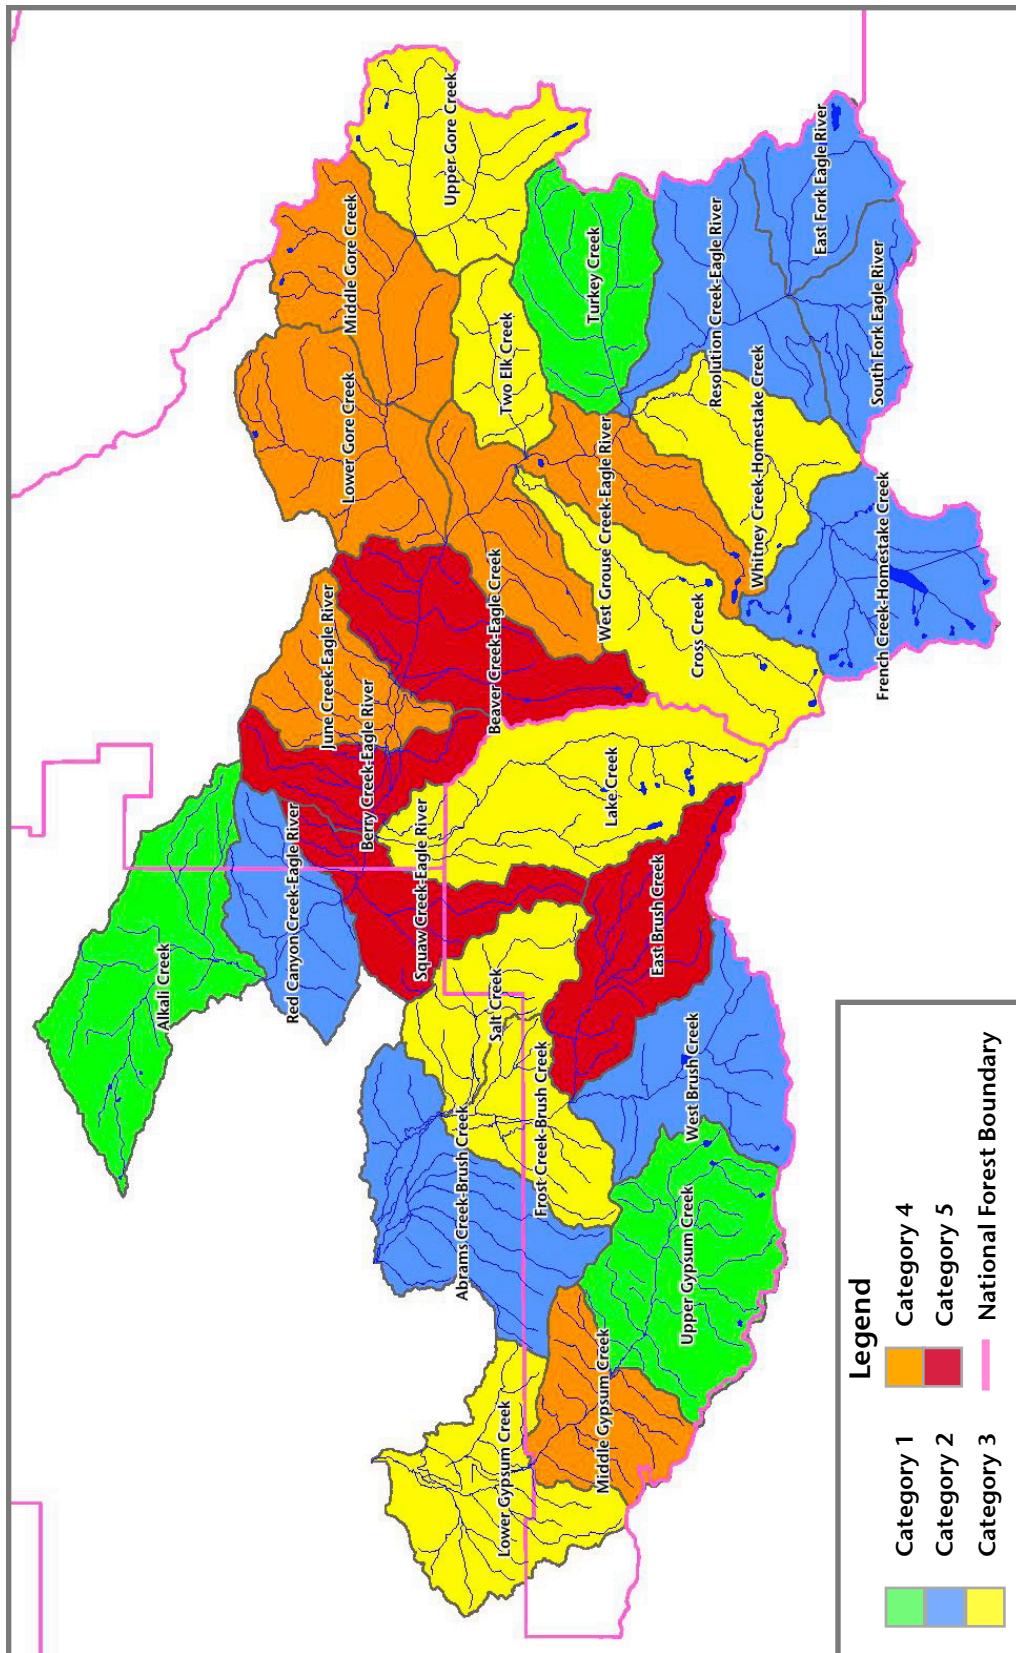 Alkali Creek
Red Canyon Creek-Eagle River
June Creek-Eagle River
Berry Creek-Eagle River
Squaw Creek-Eagle River
Lower Gore Creek
Middle Gore Creek
Upper Gore Creek
Beaver Creek-Eagle Creek
Two Elk Creek
Turkey Creek
West Grouse Creek-Eagle River
Resolution Creek-Eagle River
East Fork Eagle River
South Fork Eagle River
Whitney Creek-Homestake Creek
French Creek-Homestake Creek
Cross Creek
Lake Creek
East Brush Creek
Salt Creek
Frost Creek-Brush Creek
Abrams Creek-Brush Creek
West Brush Creek
Upper Gypsum Creek
Middle Gypsum Creek
Lower Gypsum Creek
Legend
Category 1
Category 2
Category 3
Category 4
Category 5
National Forest Boundary